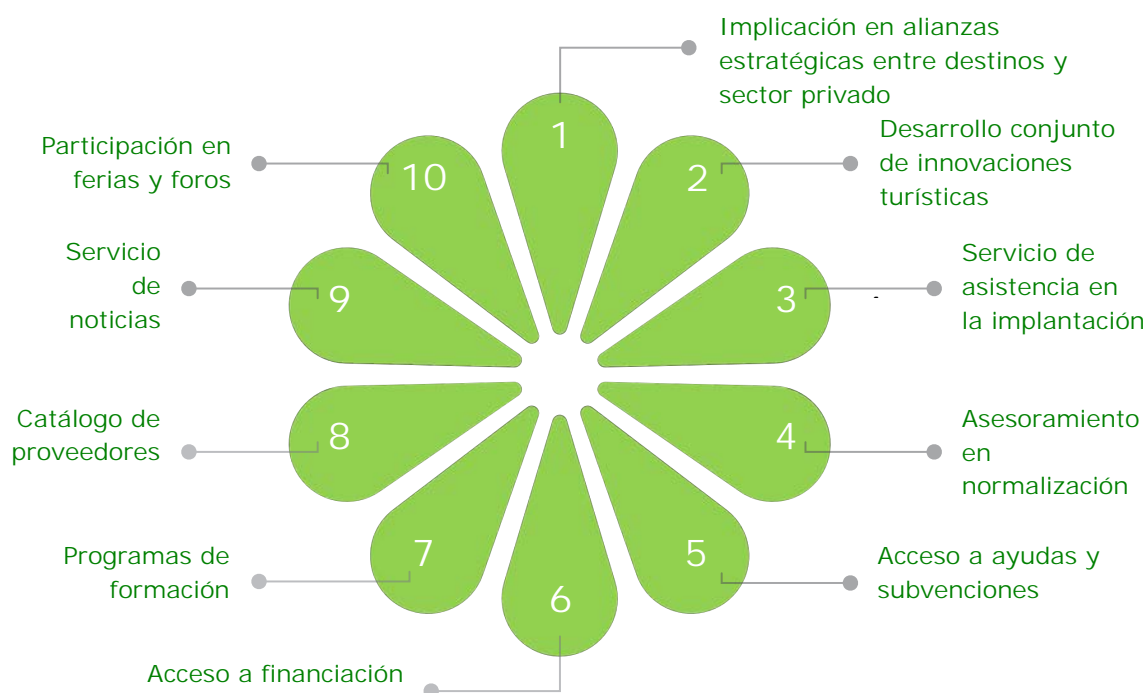 1
Implicación en alianzas
estratégicas entre destinos y
sector privado
2
Desarrollo conjunto
de innovaciones
turísticas
3
Servicio de
asistencia en
la implantación
4
Asesoramiento
en
normalización
5
Acceso a ayudas y
subvenciones
6
Acceso a financiación
7
Programas de
formación
8
Catálogo de
proveedores
9
Servicio
de
noticias
10
Participación en
ferias y foros